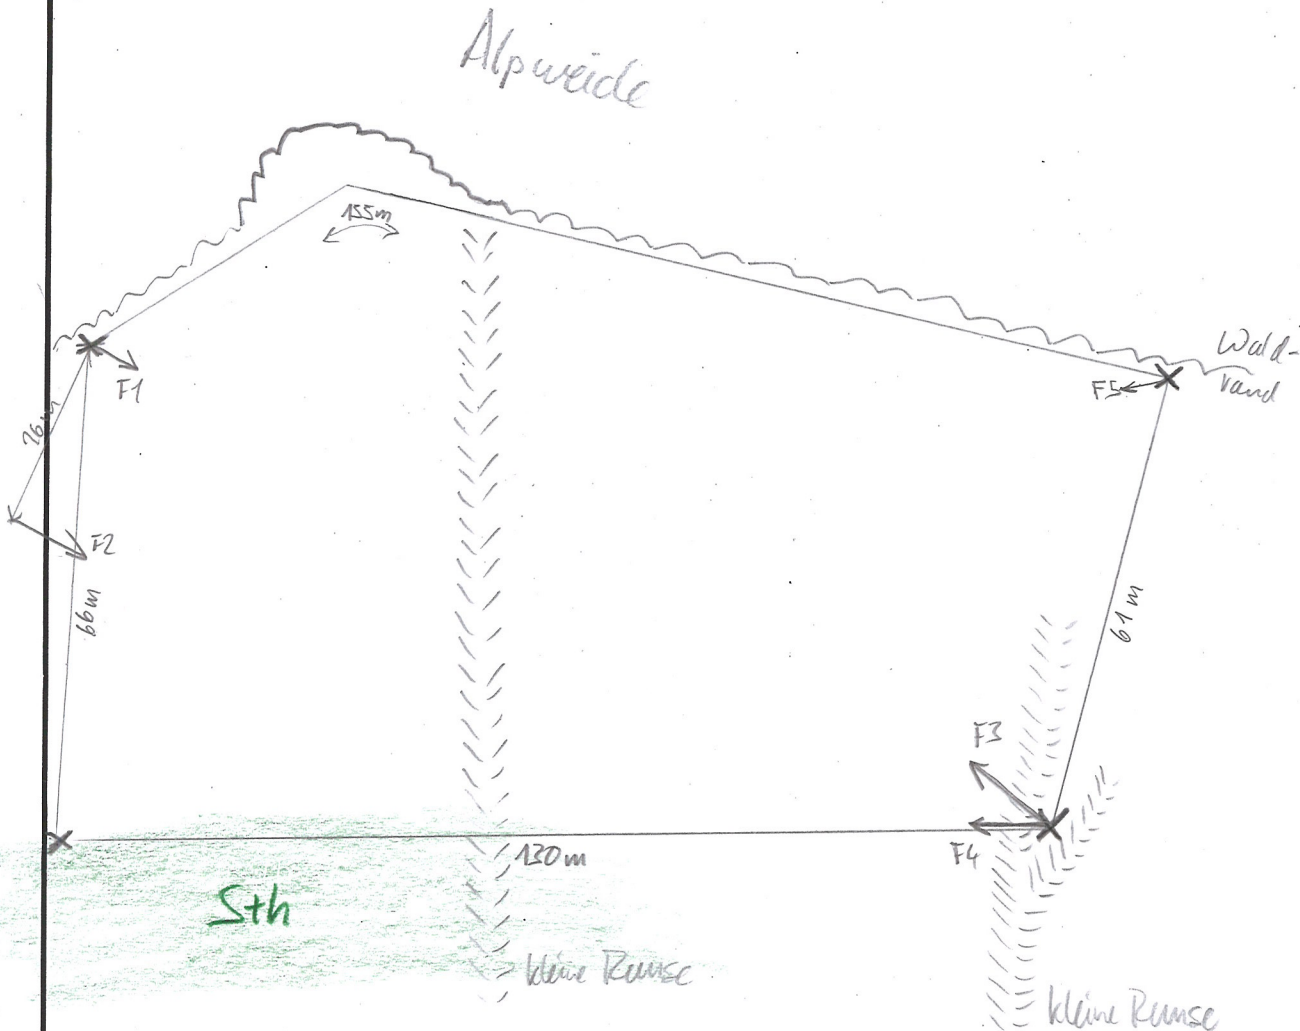 Alpweide
155m
Wald-
rand
F1
F5
26m
F2
66m
61m
F3
130m
F4
Sth
kleine Runse
kleine Runse